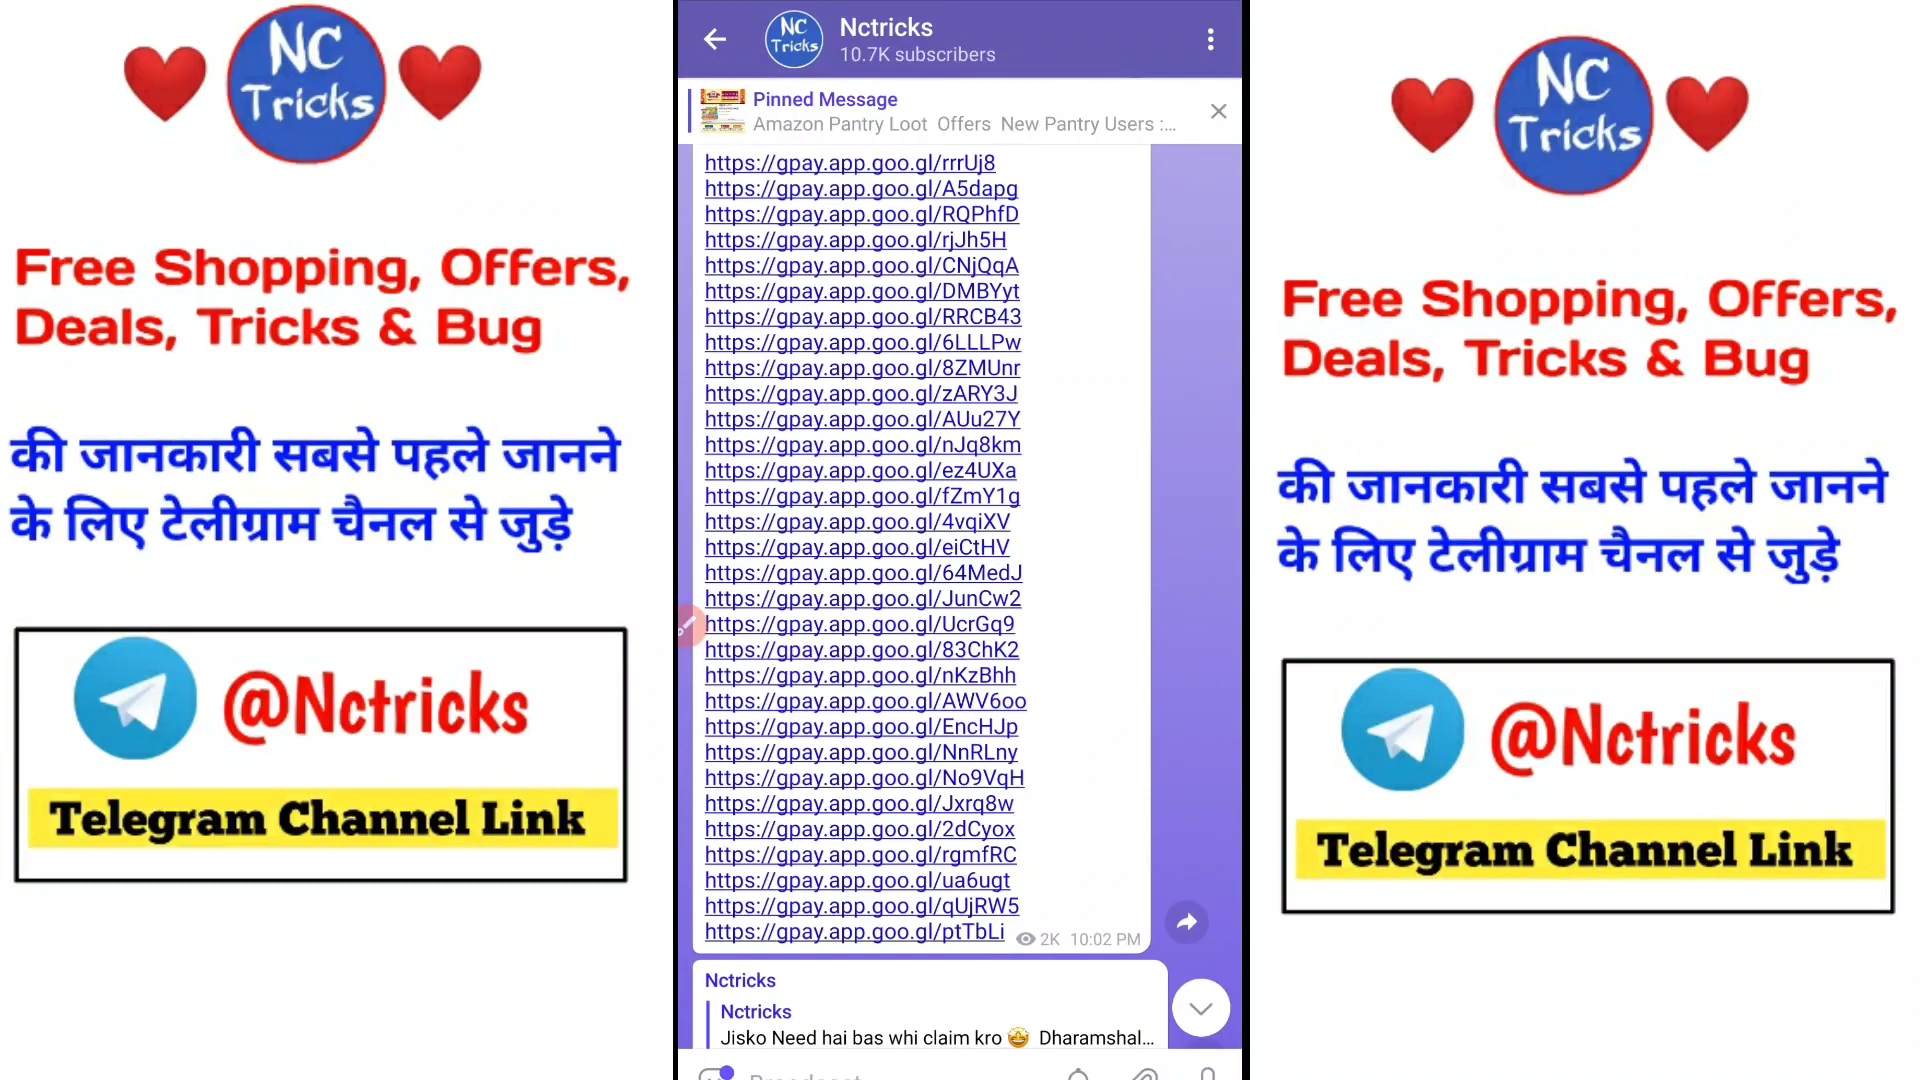 NC
Tricks
Free Shopping, Offers,
Deals, Tricks & Bug
की जानकारी सबसे पहले जानने
के लिए टेलीग्राम चैनल से जुड़े
@Nctricks
Telegram Channel Link
NC
Tricks
Nctricks
10.7K subscribers
Pinned Message
Amazon Pantry Loot Offers New Pantry Users :...
https://gpay.app.goo.gl/rrrUj8
https://gpay.app.goo.gl/A5dapg
https://gpay.app.goo.gl/RQPhfD
https://gpay.app.goo.gl/rjJh5H
https://gpay.app.goo.gl/CNjQqA
https://gpay.app.goo.gl/DMBYyt
https://gpay.app.goo.gl/RRCB43
https://gpay.app.goo.gl/6LLLPw
https://gpay.app.goo.gl/8ZMUnr
https://gpay.app.goo.gl/zARY3J
https://gpay.app.goo.gl/AUu27Y
https://gpay.app.goo.gl/nJq8km
https://gpay.app.goo.gl/ez4UXa
https://gpay.app.goo.gl/fZmY1g
https://gpay.app.goo.gl/4vqiXV
https://gpay.app.goo.gl/eiCtHV
https://gpay.app.goo.gl/64MedJ
https://gpay.app.goo.gl/JunCw2
https://gpay.app.goo.gl/UcrGq9
https://gpay.app.goo.gl/83ChK2
https://gpay.app.goo.gl/nKzBhh
https://gpay.app.goo.gl/AWV6oo
https://gpay.app.goo.gl/EncHJp
https://gpay.app.goo.gl/NnRLny
https://gpay.app.goo.gl/No9VqH
https://gpay.app.goo.gl/Jxrq8w
https://gpay.app.goo.gl/2dCyox
https://gpay.app.goo.gl/rgmfRC
https://gpay.app.goo.gl/ua6ugt
https://gpay.app.goo.gl/qUjRW5
https://gpay.app.goo.gl/ptTbLi
2K 10:02 PM
Nctricks
Nctricks
Jisko Need hai bas whi claim kro 🤩 Dharamshal...
NC
Tricks
Free Shopping, Offers,
Deals, Tricks & Bug
की जानकारी सबसे पहले जानने
के लिए टेलीग्राम चैनल से जुड़े
@Nctricks
Telegram Channel Link